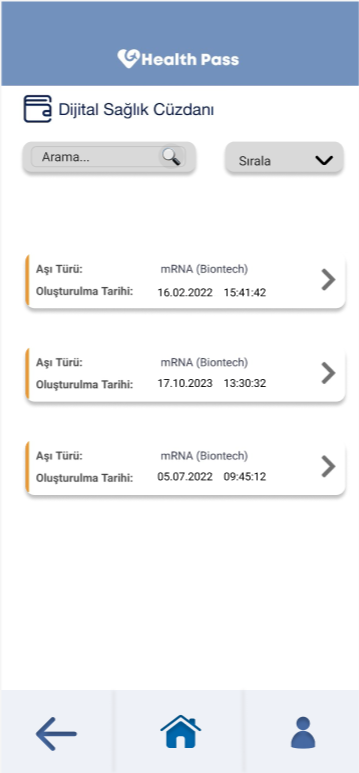 Health Pass
Dijital Sağlık Cüzdanı
Arama... Sırala
Aşı Türü: mRNA (Biontech)
Oluşturulma Tarihi: 16.02.2022 15:41:42
Aşı Türü: mRNA (Biontech)
Oluşturulma Tarihi: 17.10.2023 13:30:32
Aşı Türü: mRNA (Biontech)
Oluşturulma Tarihi: 05.07.2022 09:45:12